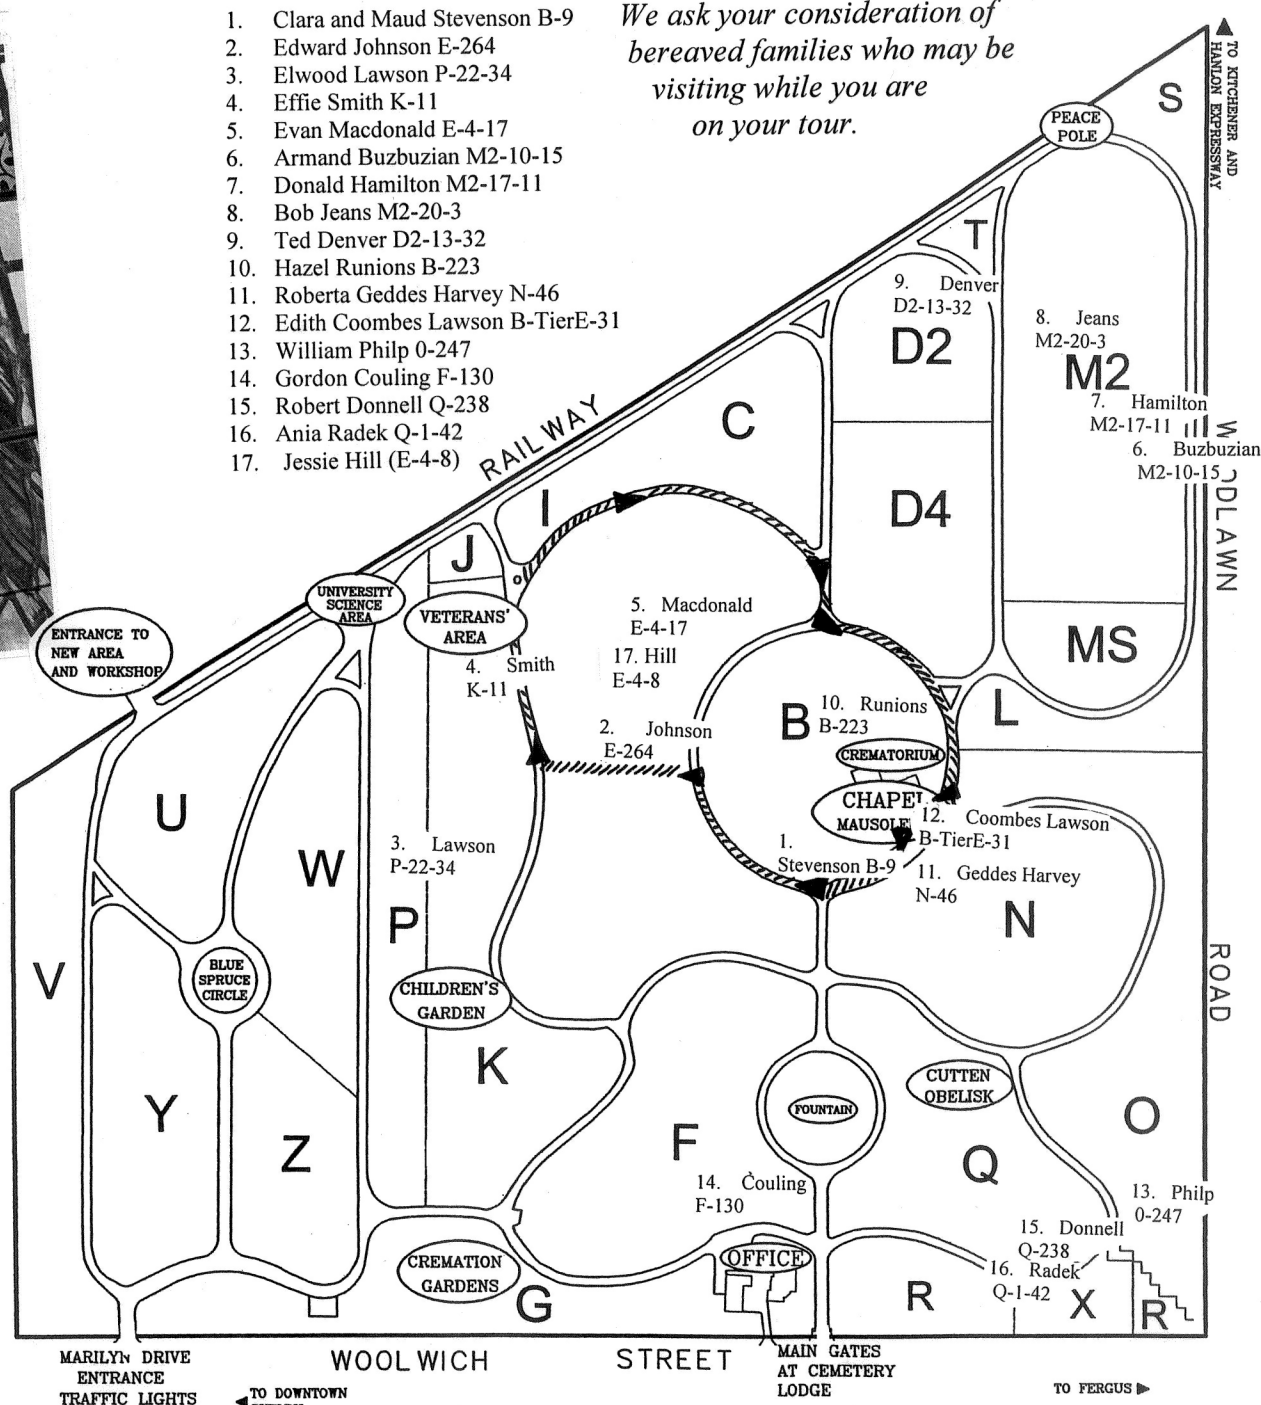 1. Clara and Maud Stevenson B-9
2. Edward Johnson E-264
3. Elwood Lawson P-22-34
4. Effie Smith K-11
5. Evan Macdonald E-4-17
6. Armand Buzbuzian M2-10-15
7. Donald Hamilton M2-17-11
8. Bob Jeans M2-20-3
9. Ted Denver D2-13-32
10. Hazel Runions B-223
11. Roberta Geddes Harvey N-46
12. Edith Coombes Lawson B-TierE-31
13. William Philp 0-247
14. Gordon Couling F-130
15. Robert Donnell Q-238
16. Ania Radek Q-1-42
17. Jessie Hill (E-4-8)
We ask your consideration of
bereaved families who may be
visiting while you are
on your tour.
TO KITCHENER AND
HANLON EXPRESSWAY
S
PEACE
POLE
T
9. Denver
D2-13-32
D2
8. Jeans
M2-20-3
M2
7. Hamilton
M2-17-11
6. Buzbuzian
M2-10-15
C
RAILWAY
I
D4
J
UNIVERSITY
SCIENCE
AREA
VETERANS'
AREA
ENTRANCE TO
NEW AREA
AND WORKSHOP
4. Smith
K-11
5. Macdonald
E-4-17
17. Hill
E-4-8
2. Johnson
E-264
MS
L
B
10. Runions
B-223
CREMATORIUM
CHAPEL
12. Coombes Lawson
B-TierE-31
1.
Stevenson B-9
11. Geddes Harvey
N-46
N
U
W
3. Lawson
P-22-34
P
V
BLUE
SPRUCE
CIRCLE
CHILDREN'S
GARDEN
ROAD
K
CUTTEN
OBELISK
FOUNTAIN
Y
Z
F
Q
O
14. Couling
F-130
13. Philp
0-247
15. Donnell
Q-238
16. Radek
Q-1-42
OFFICE
CREMATION
GARDENS
G
R
X
R
MARILYN DRIVE
ENTRANCE
TRAFFIC LIGHTS
WOOLWICH STREET
MAIN GATES
AT CEMETERY
LODGE
TO DOWNTOWN
TO FERGUS